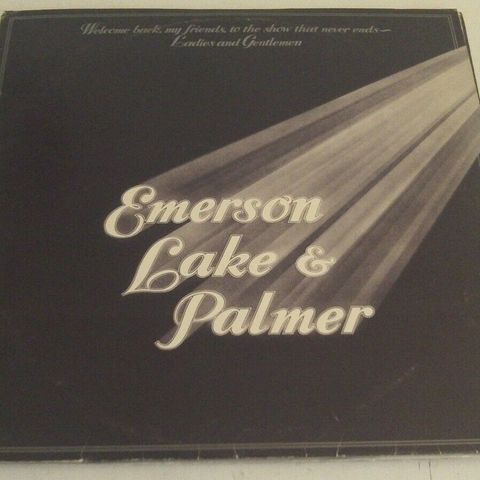 Welcome back, my friends, to the show that never ends—
Ladies and Gentlemen
Emerson
Lake &
Palmer